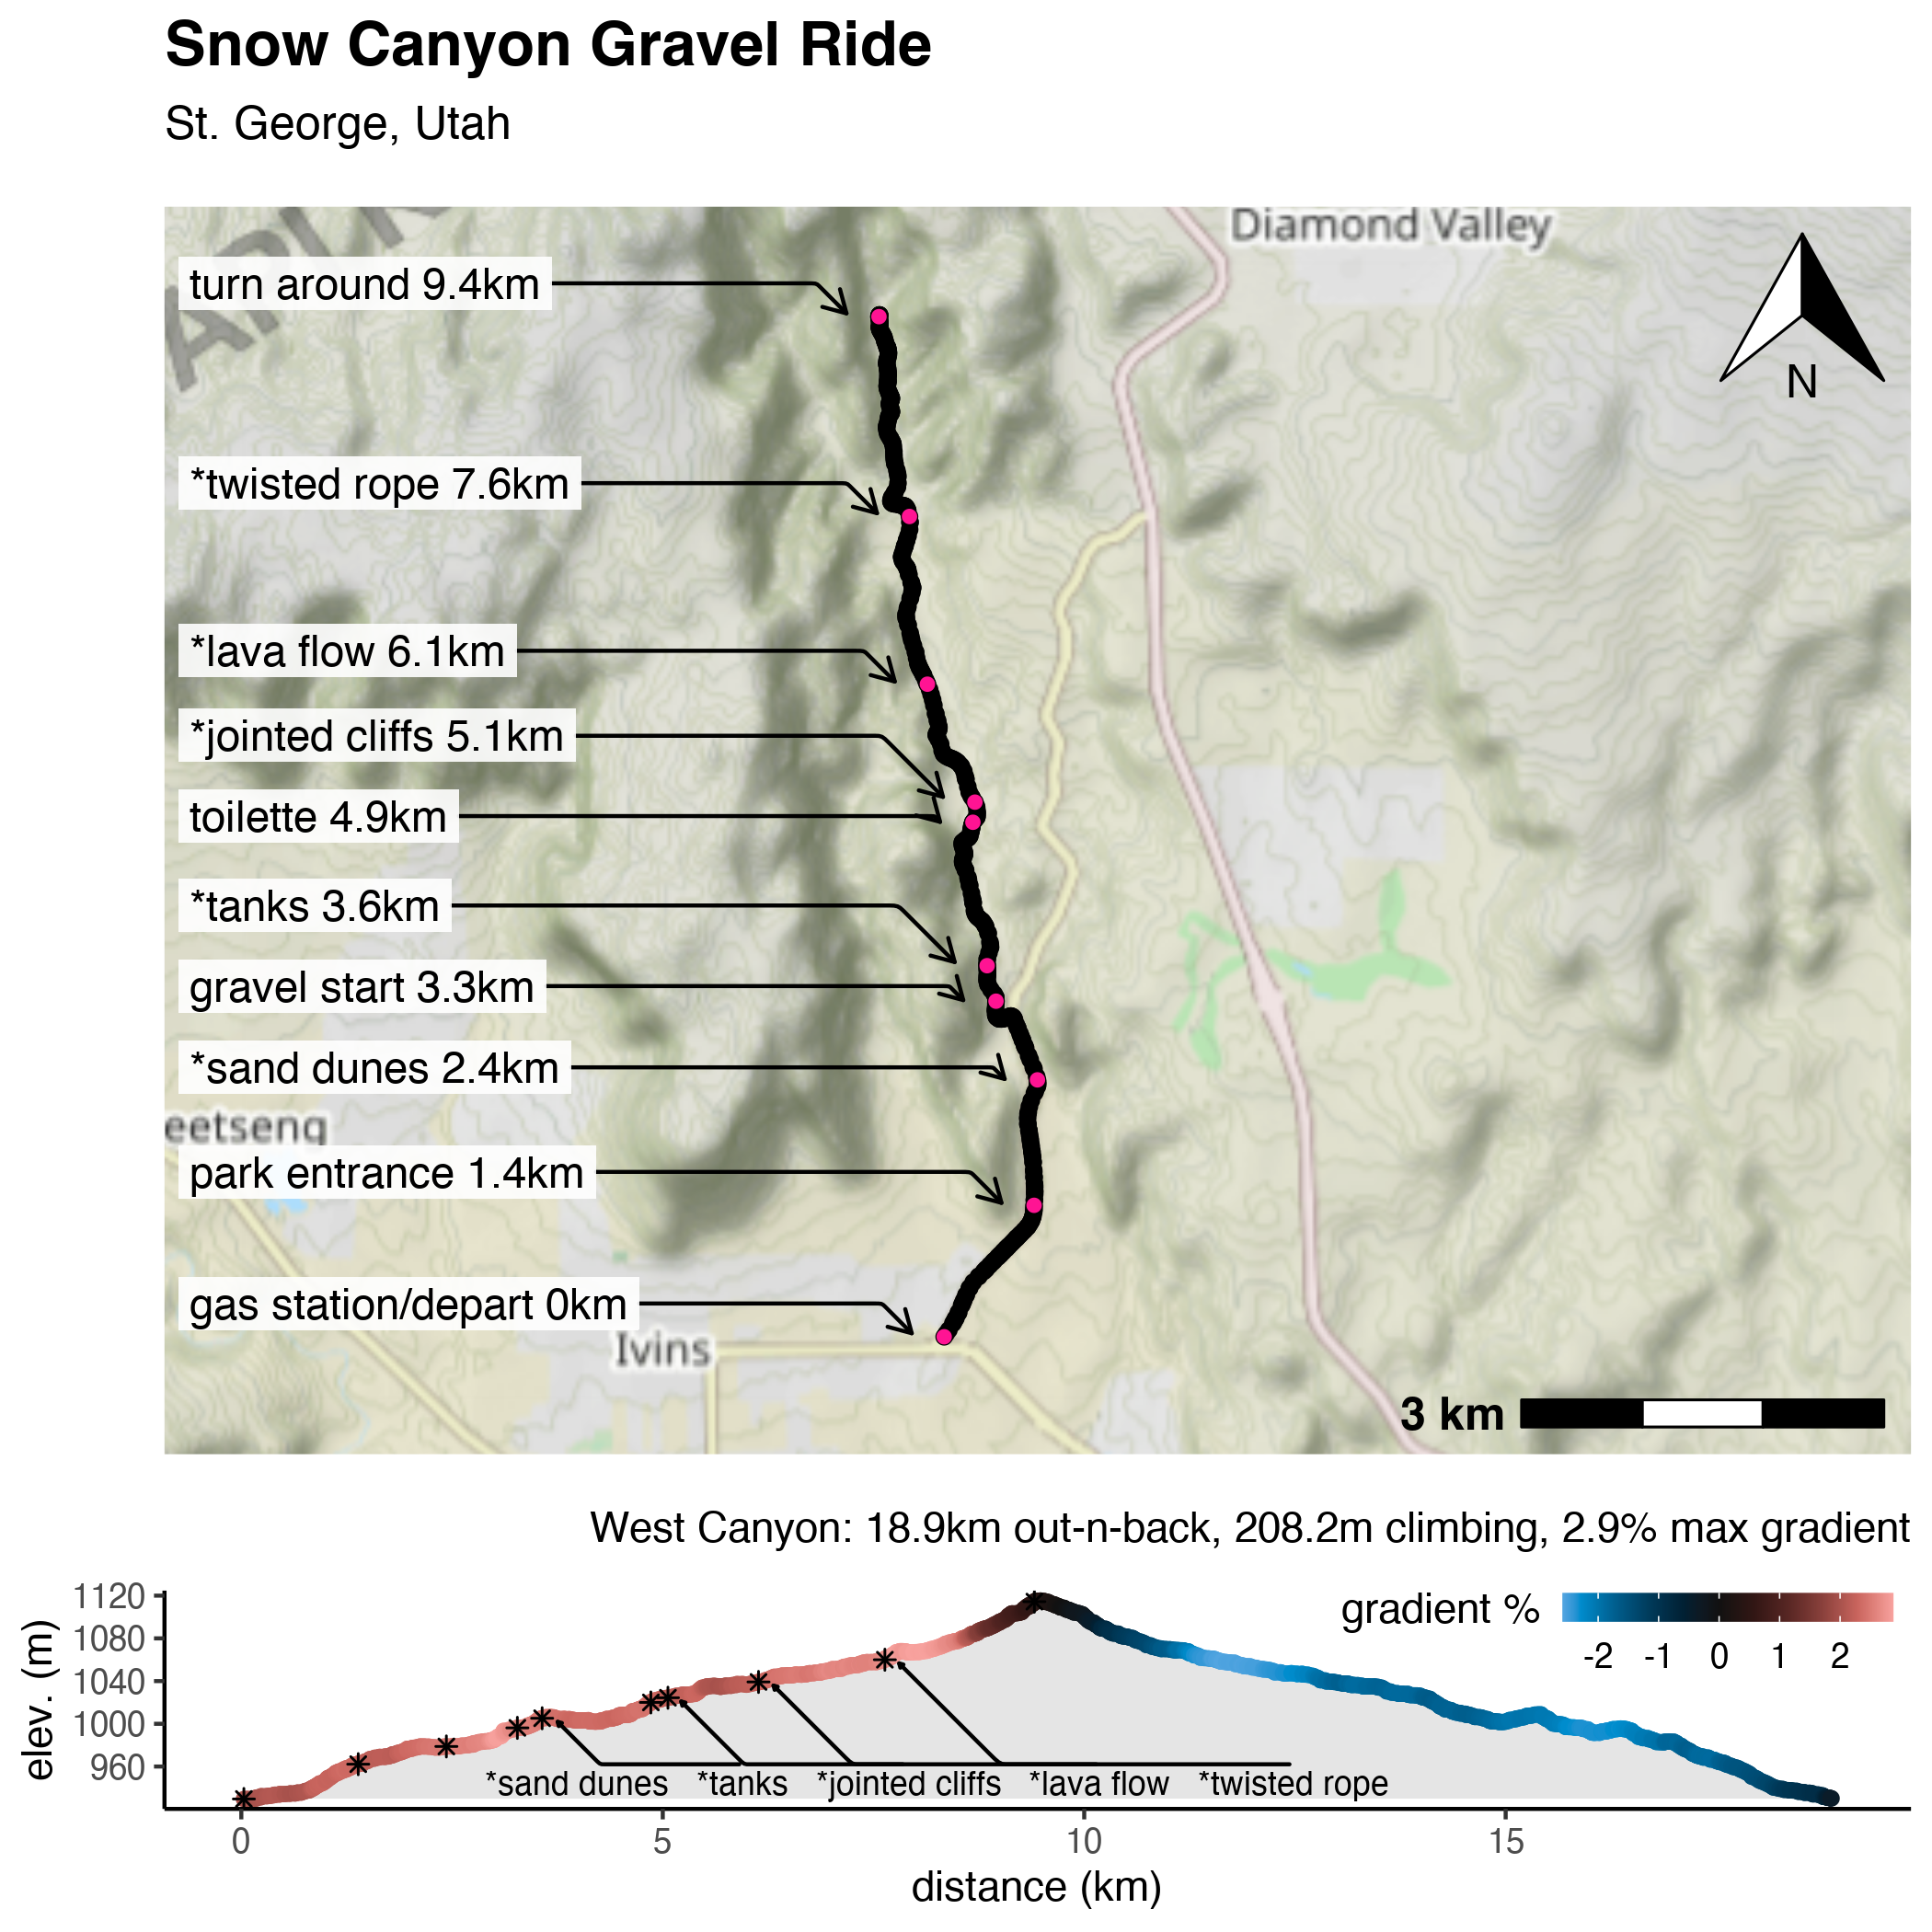 Snow Canyon Gravel Ride
St. George, Utah
Diamond Valley
turn around 9.4km
N
*twisted rope 7.6km
*lava flow 6.1km
*jointed cliffs 5.1km
toilette 4.9km
*tanks 3.6km
gravel start 3.3km
*sand dunes 2.4km
eetseng
park entrance 1.4km
gas station/depart 0km
Ivins
3 km
West Canyon: 18.9km out-n-back, 208.2m climbing, 2.9% max gradient
gradient %
-2 -1 0 1 2
elev. (m)
1120
1080
1040
1000
960
*sand dunes *tanks *jointed cliffs *lava flow *twisted rope
0 5 10 15
distance (km)